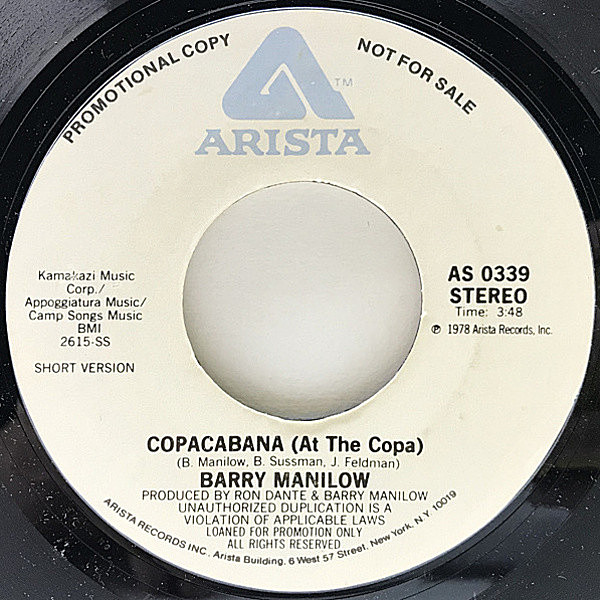 PROMOTIONAL COPY
NOT FOR SALE
TM
ARISTA
Kamakazi Music
Corp./
Appoggiatura Music/
Camp Songs Music
BMI
2615-SS
SHORT VERSION
AS 0339
STEREO
Time: 3:48
℗ 1978 Arista Records, Inc.
COPACABANA (At The Copa)
(B. Manilow, B. Sussman, J. Feldman)
BARRY MANILOW
PRODUCED BY RON DANTE & BARRY MANILOW
UNAUTHORIZED DUPLICATION IS A
VIOLATION OF APPLICABLE LAWS
LOANED FOR PROMOTION ONLY
ALL RIGHTS RESERVED
ARISTA RECORDS INC. Arista Building. 6 West 57 Street. New York, N.Y. 10019